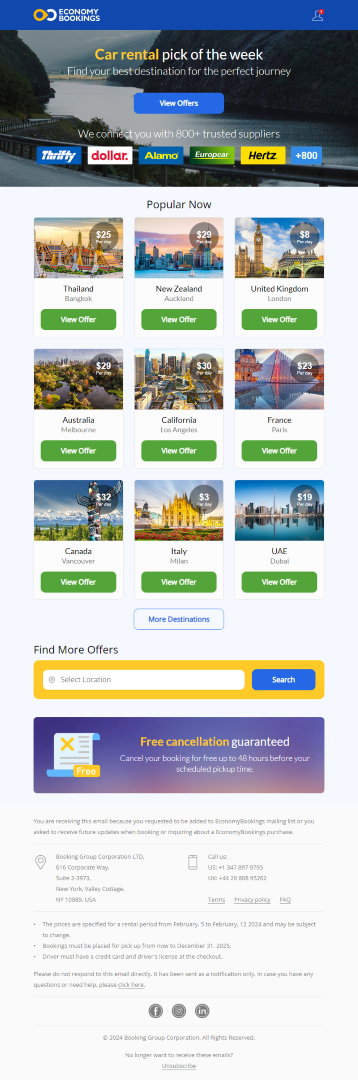 ECONOMY
BOOKINGS
Car rental pick of the week
Find your best destination for the perfect journey
View Offers
We connect you with 800+ trusted suppliers
Thrifty dollar. Alamo Europcar Hertz. +800
Popular Now
$25 $29 $8
Per day Per day Per day
Thailand New Zealand United Kingdom
Bangkok Auckland London
View Offer View Offer View Offer
$29 $30 $23
Per day Per day Per day
Australia California France
Melbourne Los Angeles Paris
View Offer View Offer View Offer
$32 $3 $19
Per day Per day Per day
Canada Italy UAE
Vancouver Milan Dubai
View Offer View Offer View Offer
More Destinations
Find More Offers
Select Location Search
Free cancellation guaranteed
Cancel your booking for free up to 48 hours before your
scheduled pickup time.
Free
You are receiving this email because you requested to be added to EconomyBookings mailing list or you
asked to receive future updates when booking or inquiring about a EconomyBookings purchase.
Booking Group Corporation LTD, Call us:
616 Corporate Way, US: +1 347 897 9795
Suite 2-3973, UK: +44 20 808 95262
New York, Valley Cottage,
NY 10989, USA Terms Privacy policy FAQ
• The prices are specified for a rental period from February, 5 to February, 12 2024 and may be subject
to change.
• Bookings must be placed for pick up from now to December 31, 2025.
• Driver must have a credit card and driver's license at the checkout.
Please do not respond to this email directly. It has been sent as a notification only. In case you have any
questions or need help, please click here.
© 2024 Booking Group Corporation. All Rights Reserved.
No longer want to receive these emails?
Unsubscribe